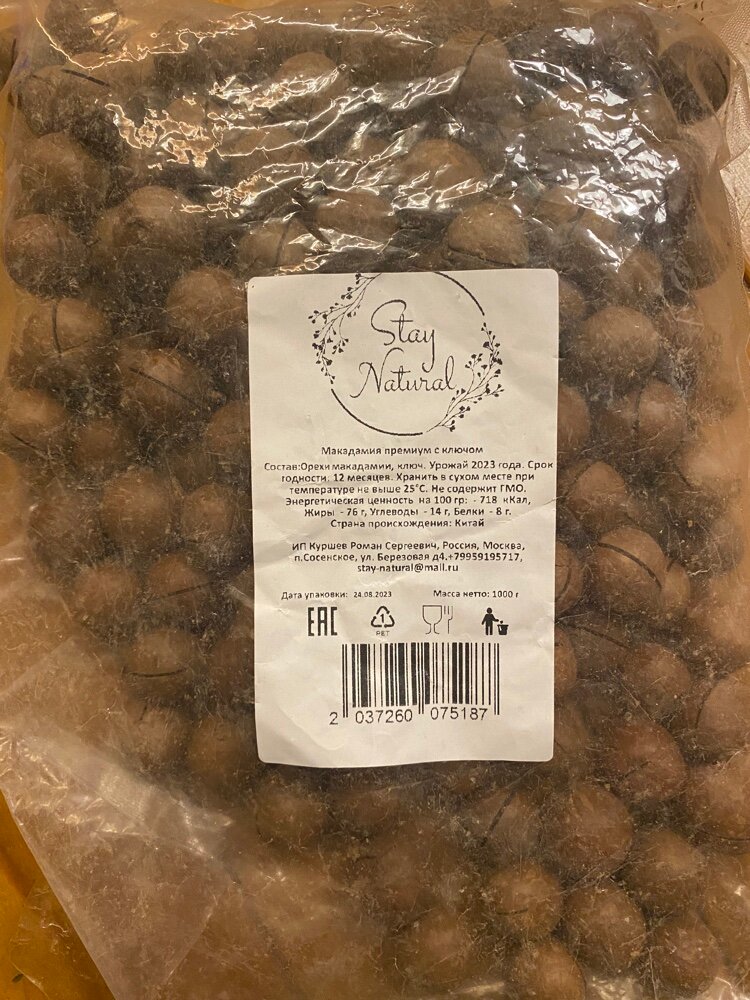 Stay
Natural
Макадамия премиум с ключом
Состав:Орехи макадамии, ключ. Урожай 2023 года. Срок
годности: 12 месяцев. Хранить в сухом месте при
температуре не выше 25°С. Не содержит ГМО.
Энергетическая ценность на 100 гр: - 718 кКал,
Жиры - 76 г, Углеводы - 14 г, Белки - 8 г.
Страна происхождения: Китай
ИП Куршев Роман Сергеевич, Россия, Москва,
п.Сосенское, ул. Березовая д4.+79959195717,
stay-natural@mail.ru
Дата упаковки: 24.08.2023 Масса нетто: 1000 г
ЕАС 1
PET
2 037260 075187